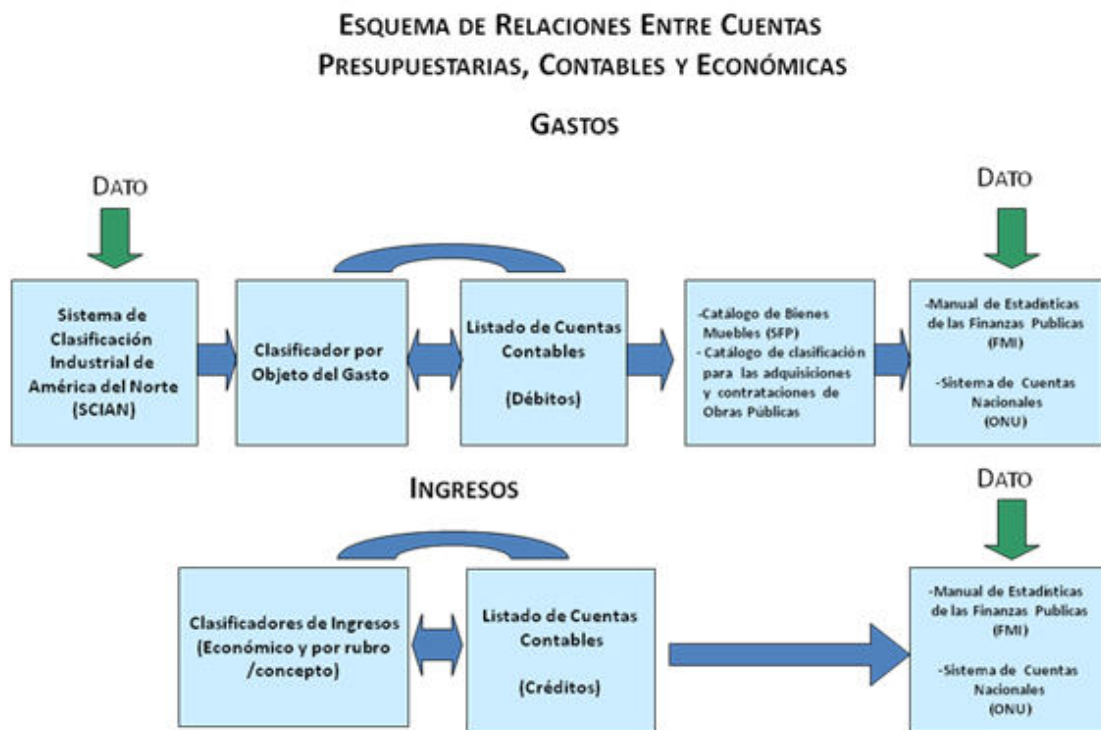 ESQUEMA DE RELACIONES ENTRE CUENTAS
PRESUPUESTARIAS, CONTABLES Y ECONÓMICAS
GASTOS
DATO
DATO
Sistema de
Clasificación
Industrial de
América del Norte
(SCIAN)
Clasificador por
Objeto del Gasto
Listado de Cuentas
Contables
(Débitos)
-Catálogo de Bienes
Muebles (SFP)
- Catálogo de clasificación
para las adquisiciones
y contrataciones de
Obras Públicas
-Manual de Estadísticas
de las Finanzas Publicas
(FMI)
-Sistema de Cuentas
Nacionales
(ONU)
INGRESOS
DATO
Clasificadores de Ingresos
(Económico y por rubro
/concepto)
Listado de Cuentas
Contables
(Créditos)
-Manual de Estadísticas
de las Finanzas Publicas
(FMI)
-Sistema de Cuentas
Nacionales
(ONU)